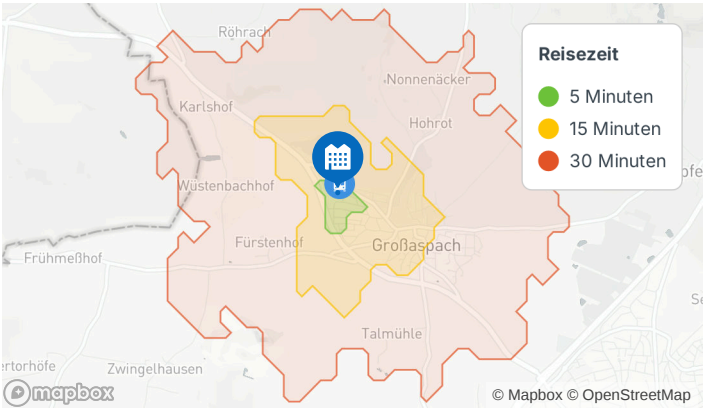 Röhrach
Reisezeit
5 Minuten
15 Minuten
30 Minuten
Nonnenäcker
Karlshof
Hohrot
Wüstenbachhof
Fürstenhof
Großaspach
Frühmeßhof
Talmühle
Zwingelhausen
mapbox
© Mapbox © OpenStreetMap